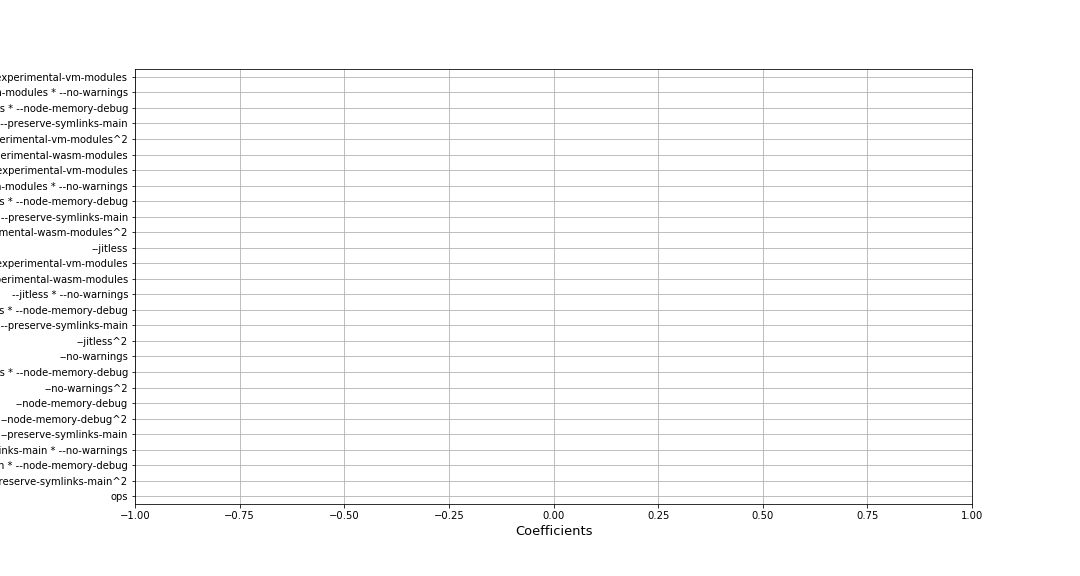 experimental-vm-modules
-modules * --no-warnings
s * --node-memory-debug
--preserve-symlinks-main
erimental-vm-modules^2
erimental-wasm-modules
experimental-vm-modules
-modules * --no-warnings
s * --node-memory-debug
--preserve-symlinks-main
mental-wasm-modules^2
--jitless
experimental-vm-modules
perimental-wasm-modules
--jitless * --no-warnings
s * --node-memory-debug
--preserve-symlinks-main
--jitless^2
--no-warnings
s * --node-memory-debug
--no-warnings^2
--node-memory-debug
--node-memory-debug^2
--preserve-symlinks-main
inks-main * --no-warnings
n * --node-memory-debug
reserve-symlinks-main^2
ops
−1.00 −0.75 −0.50 −0.25 0.00 0.25 0.50 0.75 1.00
Coefficients